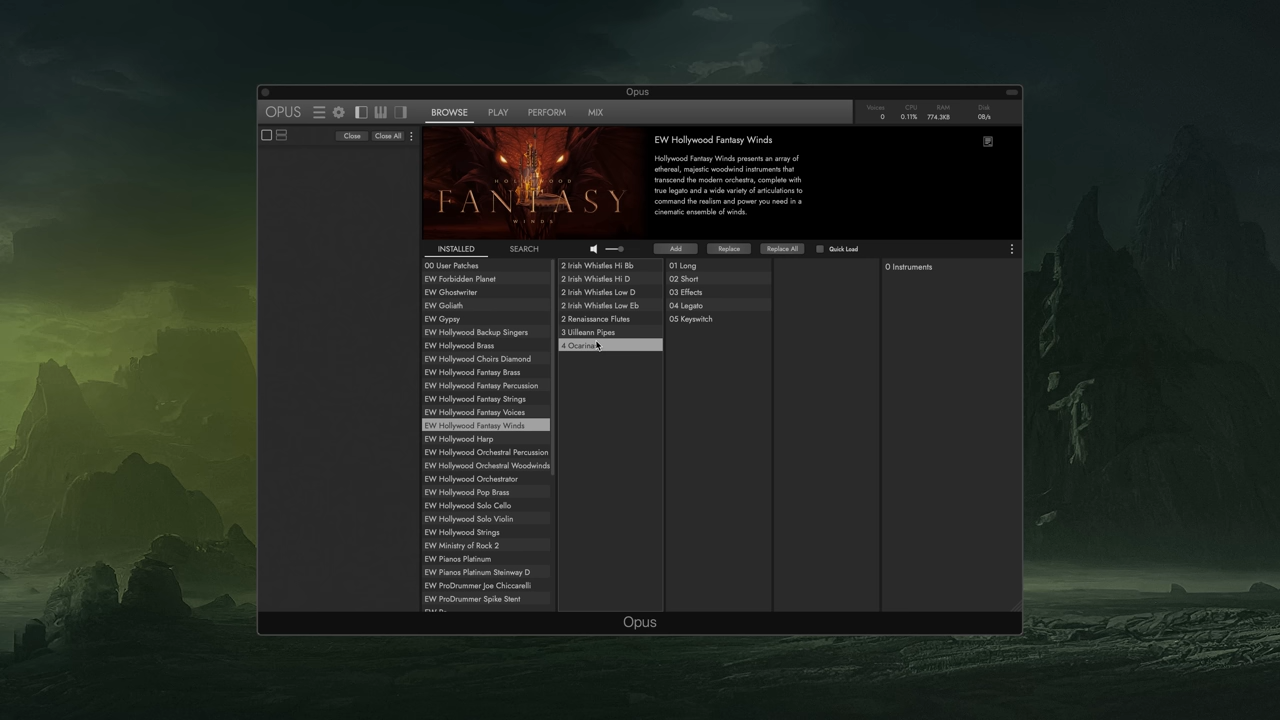 Opus
OPUS
BROWSE PLAY PERFORM MIX
Voices CPU RAM Disk
0 0.11% 774.3KB 0B/s
Close Close All
HOLLYWOOD
FANTASY
WINDS
EW Hollywood Fantasy Winds
Hollywood Fantasy Winds presents an array of
ethereal, majestic woodwind instruments that
transcend the modern orchestra, complete with
true legato and a wide variety of articulations to
command the realism and power you need in a
cinematic ensemble of winds.
INSTALLED SEARCH Add Replace Replace All Quick Load
00 User Patches
EW Forbidden Planet
EW Ghostwriter
EW Goliath
EW Gypsy
EW Hollywood Backup Singers
EW Hollywood Brass
EW Hollywood Choirs Diamond
EW Hollywood Fantasy Brass
EW Hollywood Fantasy Percussion
EW Hollywood Fantasy Strings
EW Hollywood Fantasy Voices
EW Hollywood Fantasy Winds
EW Hollywood Harp
EW Hollywood Orchestral Percussion
EW Hollywood Orchestral Woodwinds
EW Hollywood Orchestrator
EW Hollywood Pop Brass
EW Hollywood Solo Cello
EW Hollywood Solo Violin
EW Hollywood Strings
EW Ministry of Rock 2
EW Pianos Platinum
EW Pianos Platinum Steinway D
EW ProDrummer Joe Chiccarelli
EW ProDrummer Spike Stent
2 Irish Whistles Hi Bb
2 Irish Whistles Hi D
2 Irish Whistles Low D
2 Irish Whistles Low Eb
2 Renaissance Flutes
3 Uilleann Pipes
4 Ocarina
01 Long
02 Short
03 Effects
04 Legato
05 Keyswitch
0 Instruments
Opus